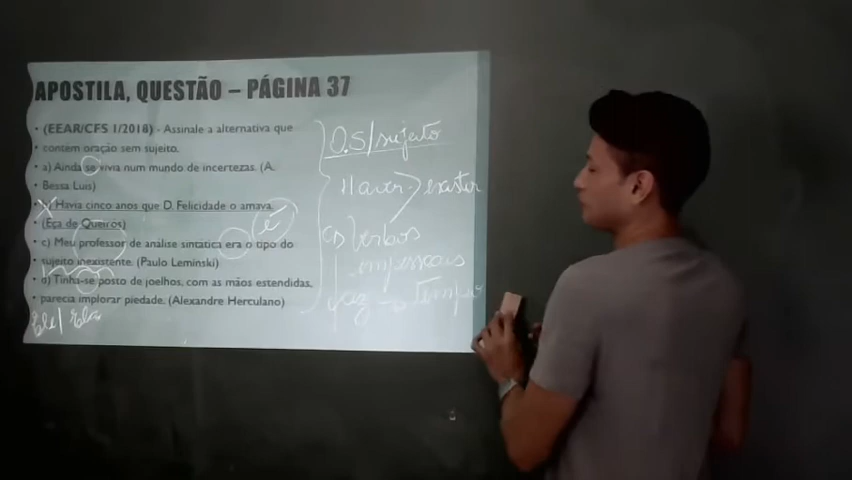 APOSTILA, QUESTÃO – PÁGINA 37
• (EEAR/CFS 1/2018) - Assinale a alternativa que
• contém oração sem sujeito.
• a) Ainda se vivia num mundo de incertezas. (A.
• Bessa Luís)
• b) Havia cinco anos que D. Felicidade o amava.
• (Eça de Queirós)
• c) Meu professor de análise sintática era o tipo do
sujeito inexistente. (Paulo Leminski)
• d) Tinha-se posto de joelhos, com as mãos estendidas,
• parecia implorar piedade. (Alexandre Herculano)
Ele/Ela
é
O.S/sujeito
Haver > existir
os Verbos
impessoais
faz → Tempo